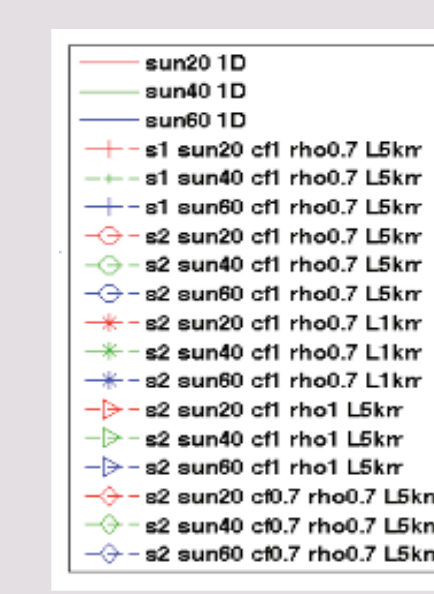 sun20 1D
sun40 1D
sun60 1D
s1 sun20 cf1 rho0.7 L5km
s1 sun40 cf1 rho0.7 L5km
s1 sun60 cf1 rho0.7 L5km
s2 sun20 cf1 rho0.7 L5km
s2 sun40 cf1 rho0.7 L5km
s2 sun60 cf1 rho0.7 L5km
s2 sun20 cf1 rho0.7 L1km
s2 sun40 cf1 rho0.7 L1km
s2 sun60 cf1 rho0.7 L1km
s2 sun20 cf1 rho1 L5km
s2 sun40 cf1 rho1 L5km
s2 sun60 cf1 rho1 L5km
s2 sun20 cf0.7 rho0.7 L5km
s2 sun40 cf0.7 rho0.7 L5km
s2 sun60 cf0.7 rho0.7 L5km